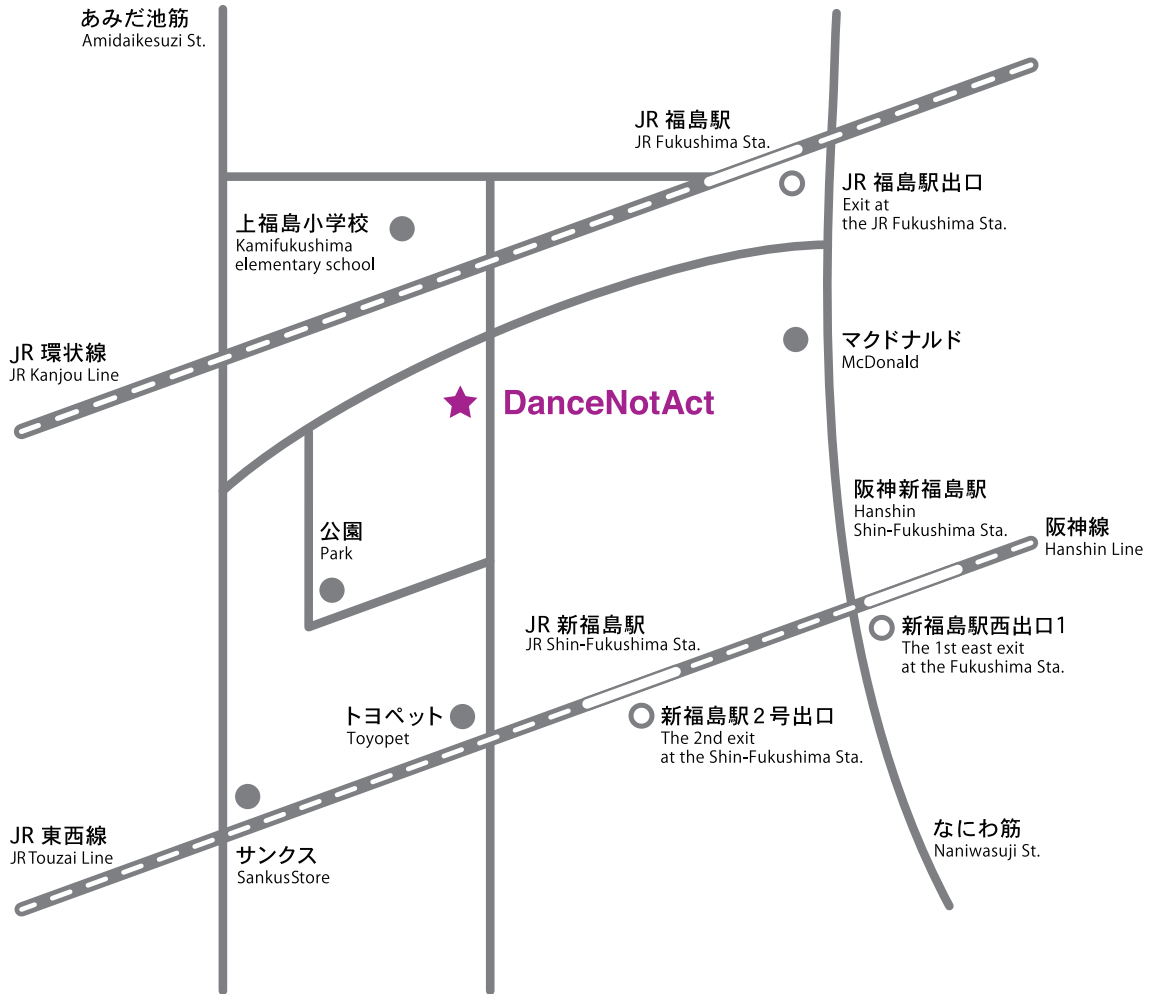 あみだ池筋
Amidaikesuzi St.
JR 福島駅
JR Fukushima Sta.
JR 福島駅出口
Exit at
the JR Fukushima Sta.
上福島小学校
Kamifukushima
elementary school
JR 環状線
JR Kanjou Line
マクドナルド
McDonald
DanceNotAct
阪神新福島駅
Hanshin
Shin-Fukushima Sta.
阪神線
Hanshin Line
公園
Park
JR 新福島駅
JR Shin-Fukushima Sta.
新福島駅西出口1
The 1st east exit
at the Fukushima Sta.
トヨペット
Toyopet
新福島駅2号出口
The 2nd exit
at the Shin-Fukushima Sta.
JR 東西線
JR Touzai Line
サンクス
SankusStore
なにわ筋
Naniwasuji St.